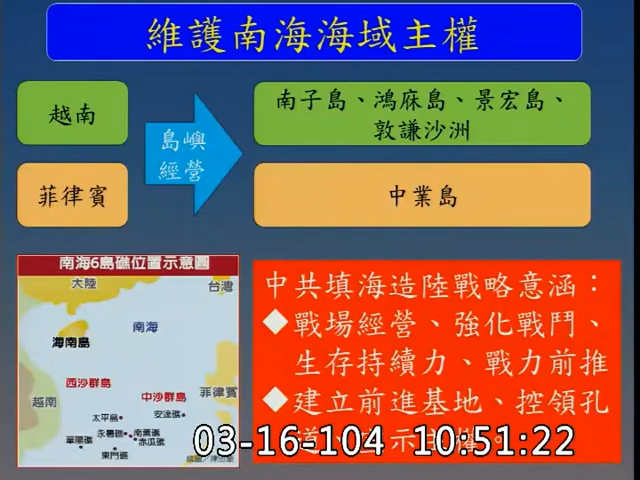 維護南海海域主權
越南
島嶼
經營
南子島、鴻庥島、景宏島、
敦謙沙洲
菲律賓
中業島
南海6島礁位置示意圖
大陸
台灣
南海
海南島
西沙群島
中沙群島
越南
菲律賓
太平島
安達礁
永暑礁
南薰礁
華陽礁
赤瓜礁
東門礁
中共填海造陸戰略意涵：
◆戰場經營、強化戰鬥、
生存持續力、戰力前推
◆建立前進基地、控領孔
道、宣示主權。
03-16-104 10:51:22